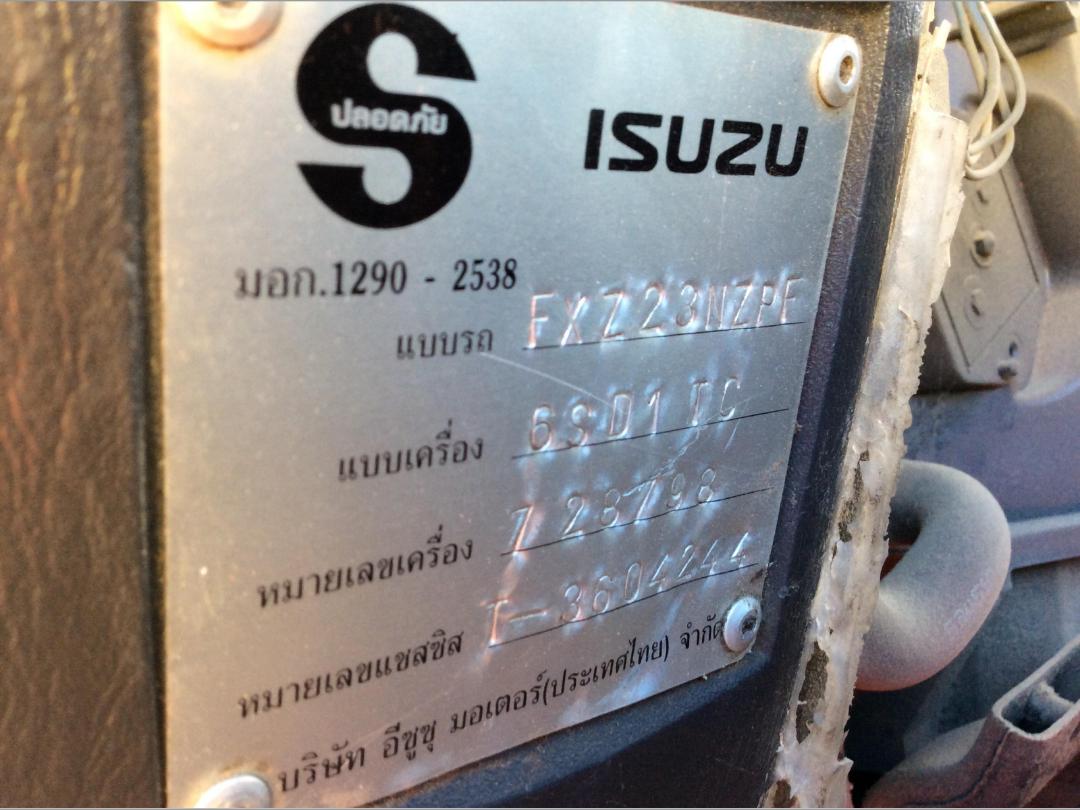 ปลอดภัย
ISUZU
มอก.1290 - 2538
แบบรถ FXZ23NZPF
แบบเครื่อง 6SD1TC
หมายเลขเครื่อง 728798
หมายเลขแชสซิส T-3604244
บริษัท อีซูซุ มอเตอร์(ประเทศไทย) จำกัด